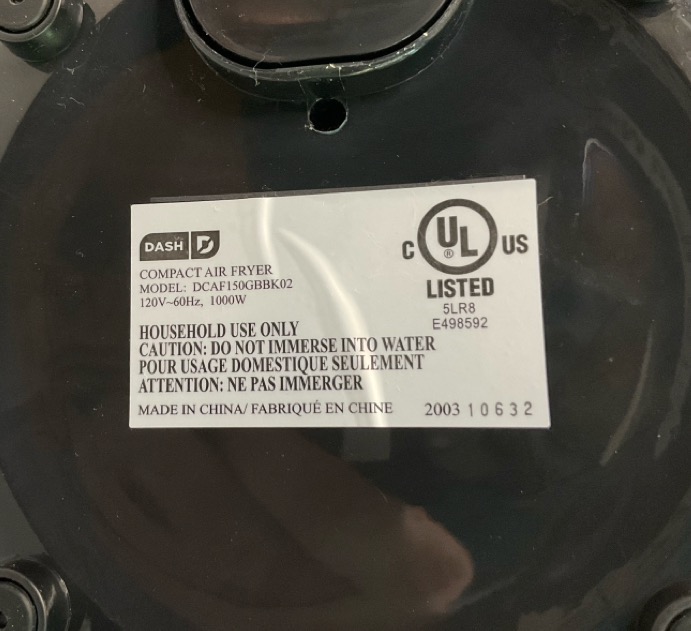 DASH D
COMPACT AIR FRYER
MODEL: DCAF150GBBK02
120V~60Hz, 1000W
C UL US
®
LISTED
5LR8
E498592
HOUSEHOLD USE ONLY
CAUTION: DO NOT IMMERSE INTO WATER
POUR USAGE DOMESTIQUE SEULEMENT
ATTENTION: NE PAS IMMERGER
MADE IN CHINA/ FABRIQUÉ EN CHINE 2003 10632